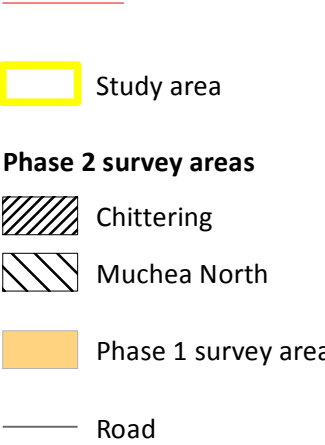 Study area
Phase 2 survey areas
Chittering
Muchea North
Phase 1 survey area
Road